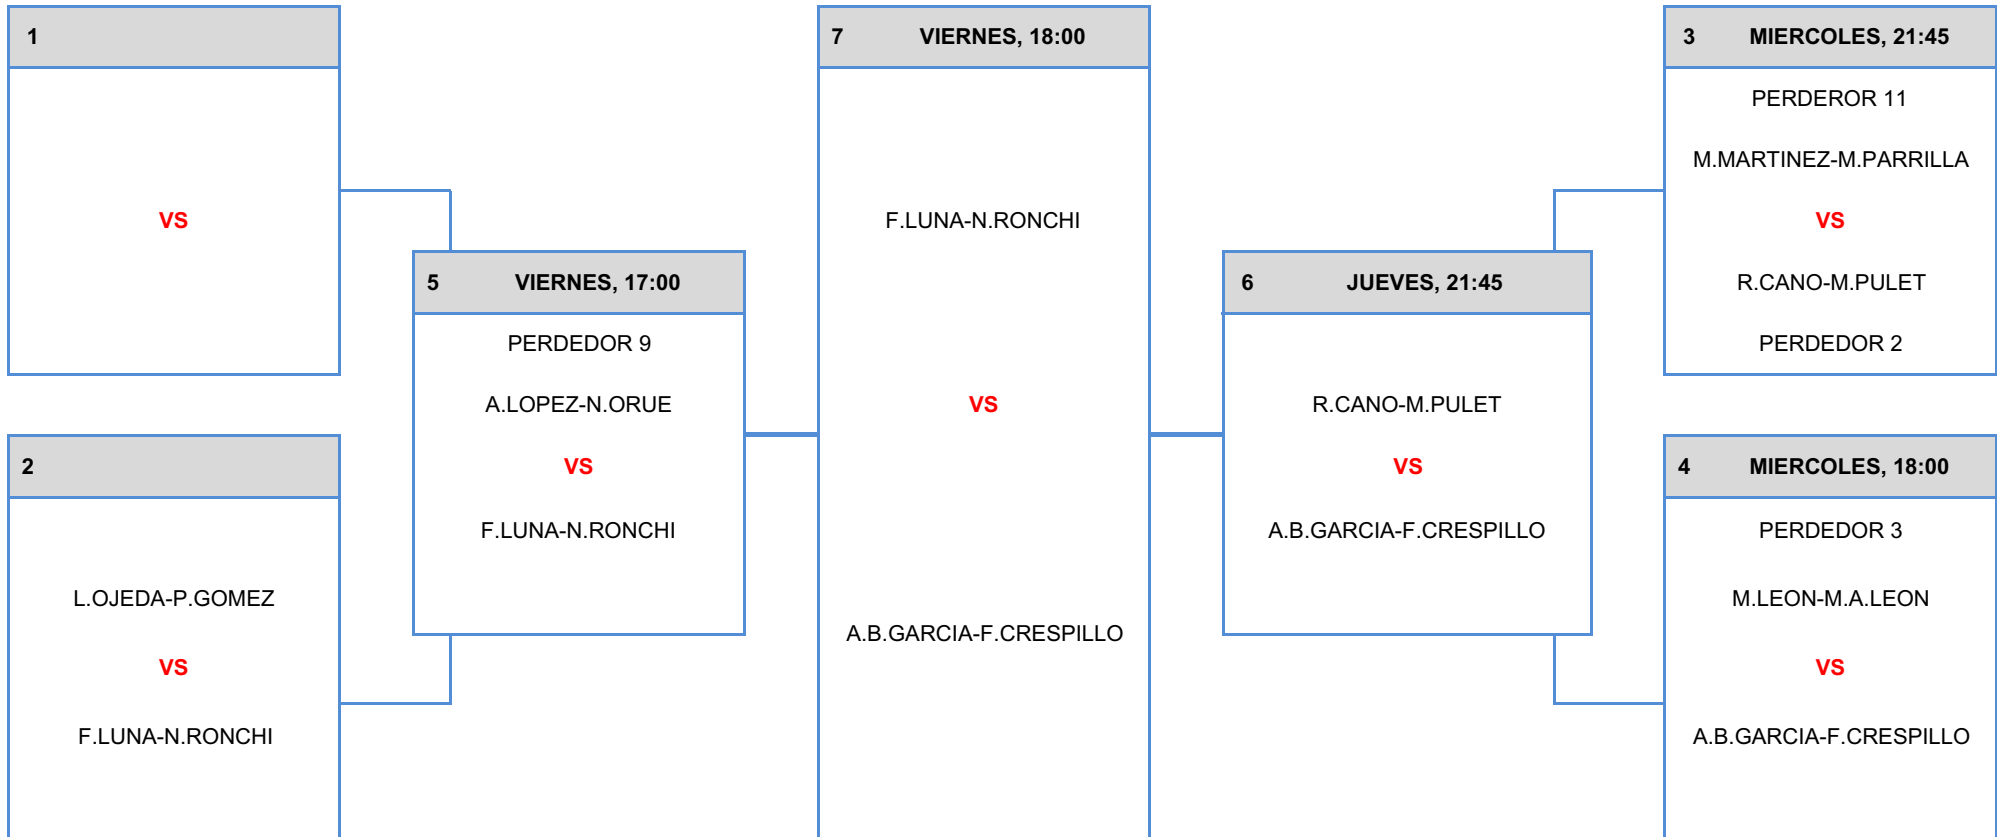 1
VS
2
L.OJEDA-P.GOMEZ
VS
F.LUNA-N.RONCHI
5 VIERNES, 17:00
PERDEDOR 9
A.LOPEZ-N.ORUE
VS
F.LUNA-N.RONCHI
7 VIERNES, 18:00
F.LUNA-N.RONCHI
VS
A.B.GARCIA-F.CRESPILLO
6 JUEVES, 21:45
R.CANO-M.PULET
VS
A.B.GARCIA-F.CRESPILLO
3 MIERCOLES, 21:45
PERDEROR 11
M.MARTINEZ-M.PARRILLA
VS
R.CANO-M.PULET
PERDEDOR 2
4 MIERCOLES, 18:00
PERDEDOR 3
M.LEON-M.A.LEON
VS
A.B.GARCIA-F.CRESPILLO